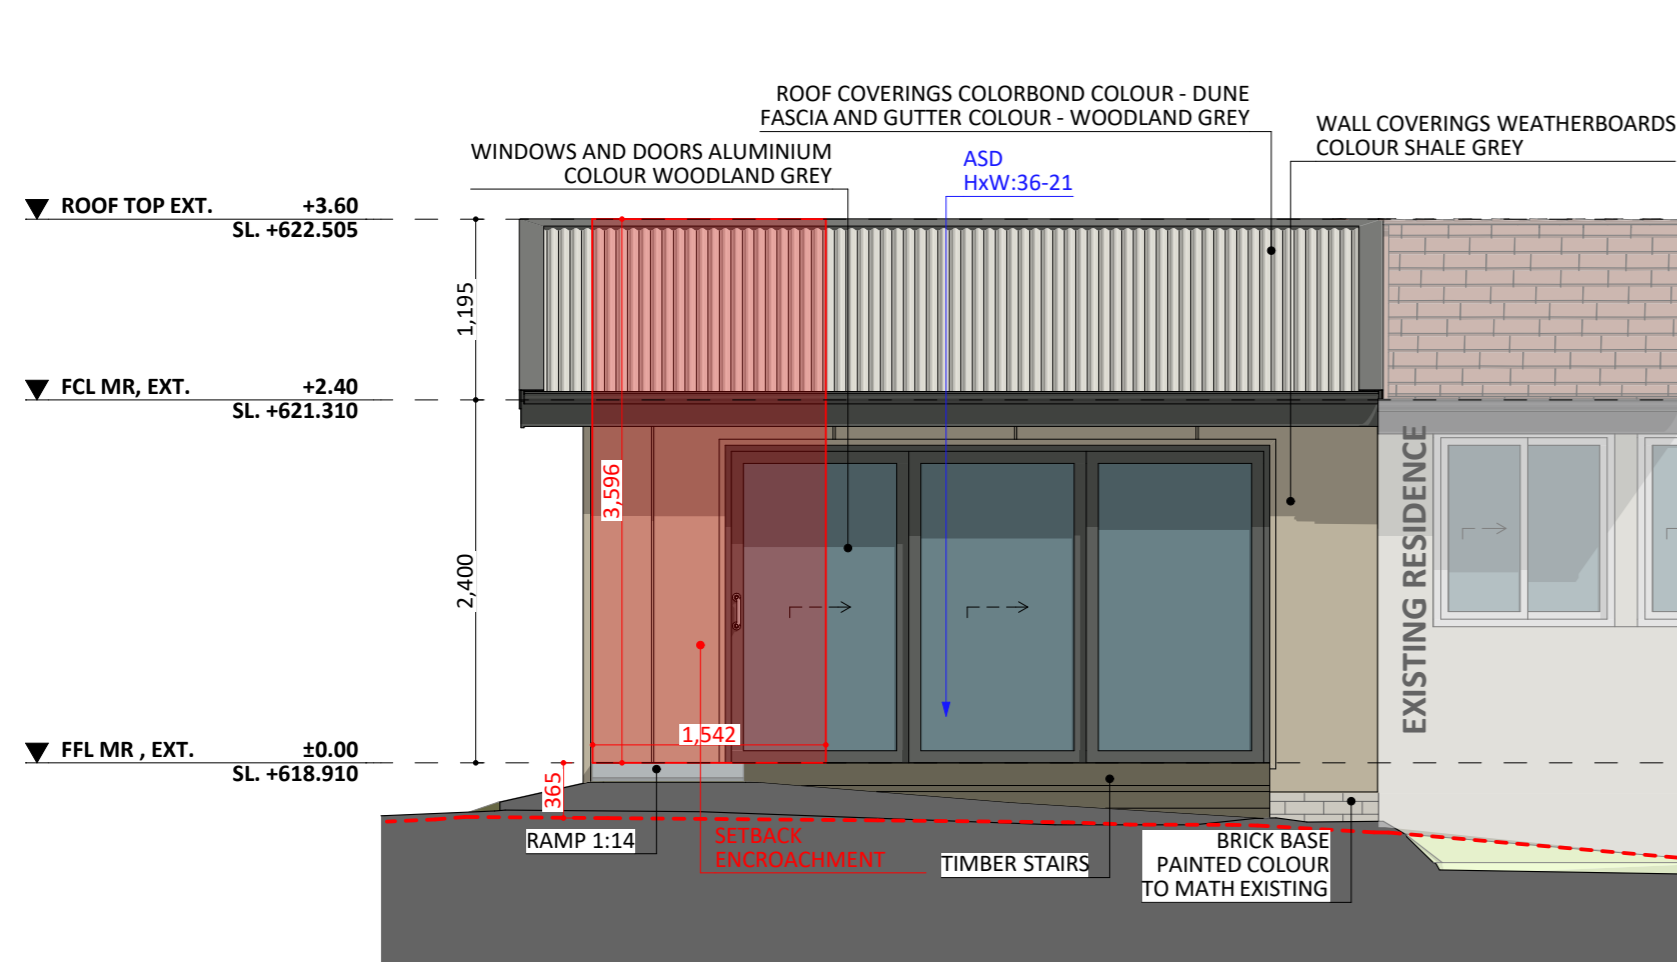 ROOF COVERINGS COLORBOND COLOUR - DUNE
FASCIA AND GUTTER COLOUR - WOODLAND GREY
WALL COVERINGS WEATHERBOARDS
COLOUR SHALE GREY
WINDOWS AND DOORS ALUMINIUM
COLOUR WOODLAND GREY
ASD
HxW:36-21
ROOF TOP EXT. +3.60
SL. +622.505
1,195
FCL MR, EXT. +2.40
SL. +621.310
EXISTING RESIDENCE
3,596
2,400
1,542
FFL MR , EXT. ±0.00
SL. +618.910
365
RAMP 1:14
SETBACK
ENCROACHMENT
TIMBER STAIRS
BRICK BASE
PAINTED COLOUR
TO MATH EXISTING